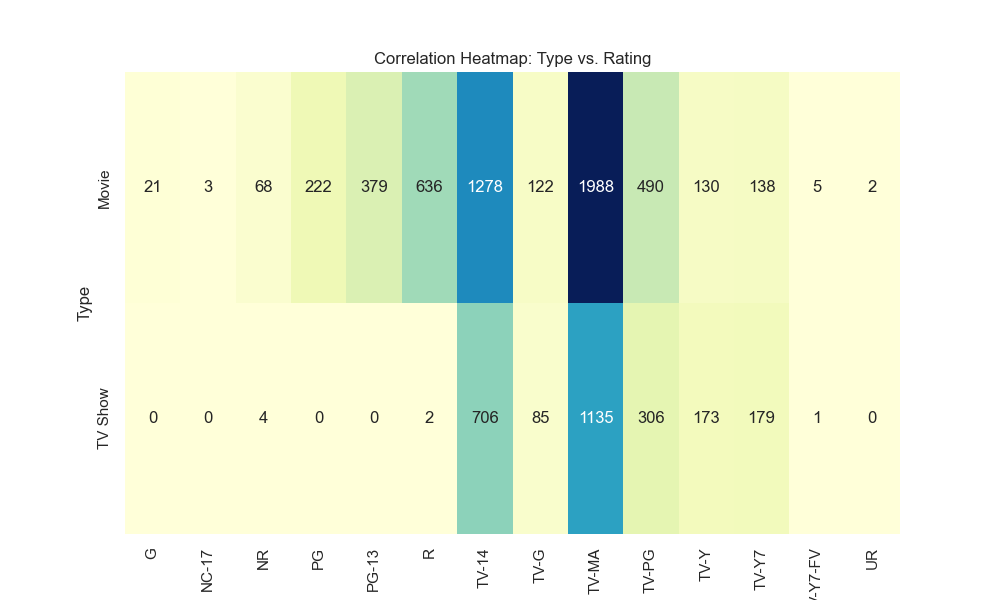 Correlation Heatmap: Type vs. Rating
Type
Movie
21 3 68 222 379 636 1278 122 1988 490 130 138 5 2
TV Show
0 0 4 0 0 2 706 85 1135 306 173 179 1 0
G NC-17 NR PG PG-13 R TV-14 TV-G TV-MA TV-PG TV-Y TV-Y7 /-Y7-FV UR